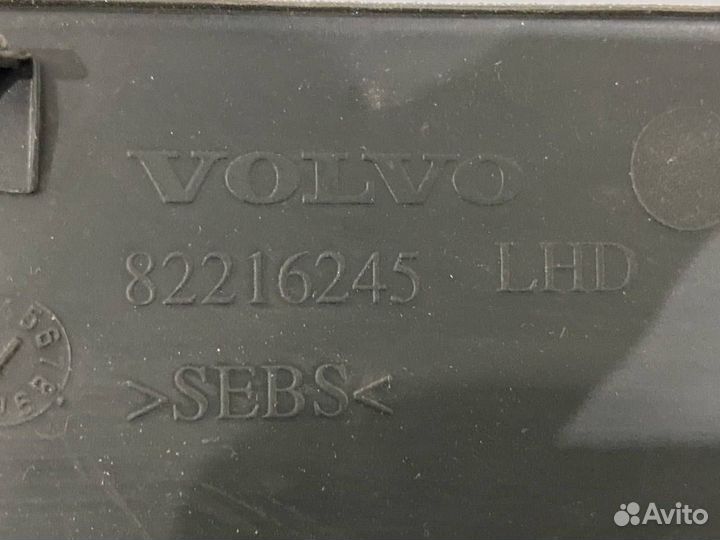 VOLVO
82216245 LHD
>SEBS<
Avito